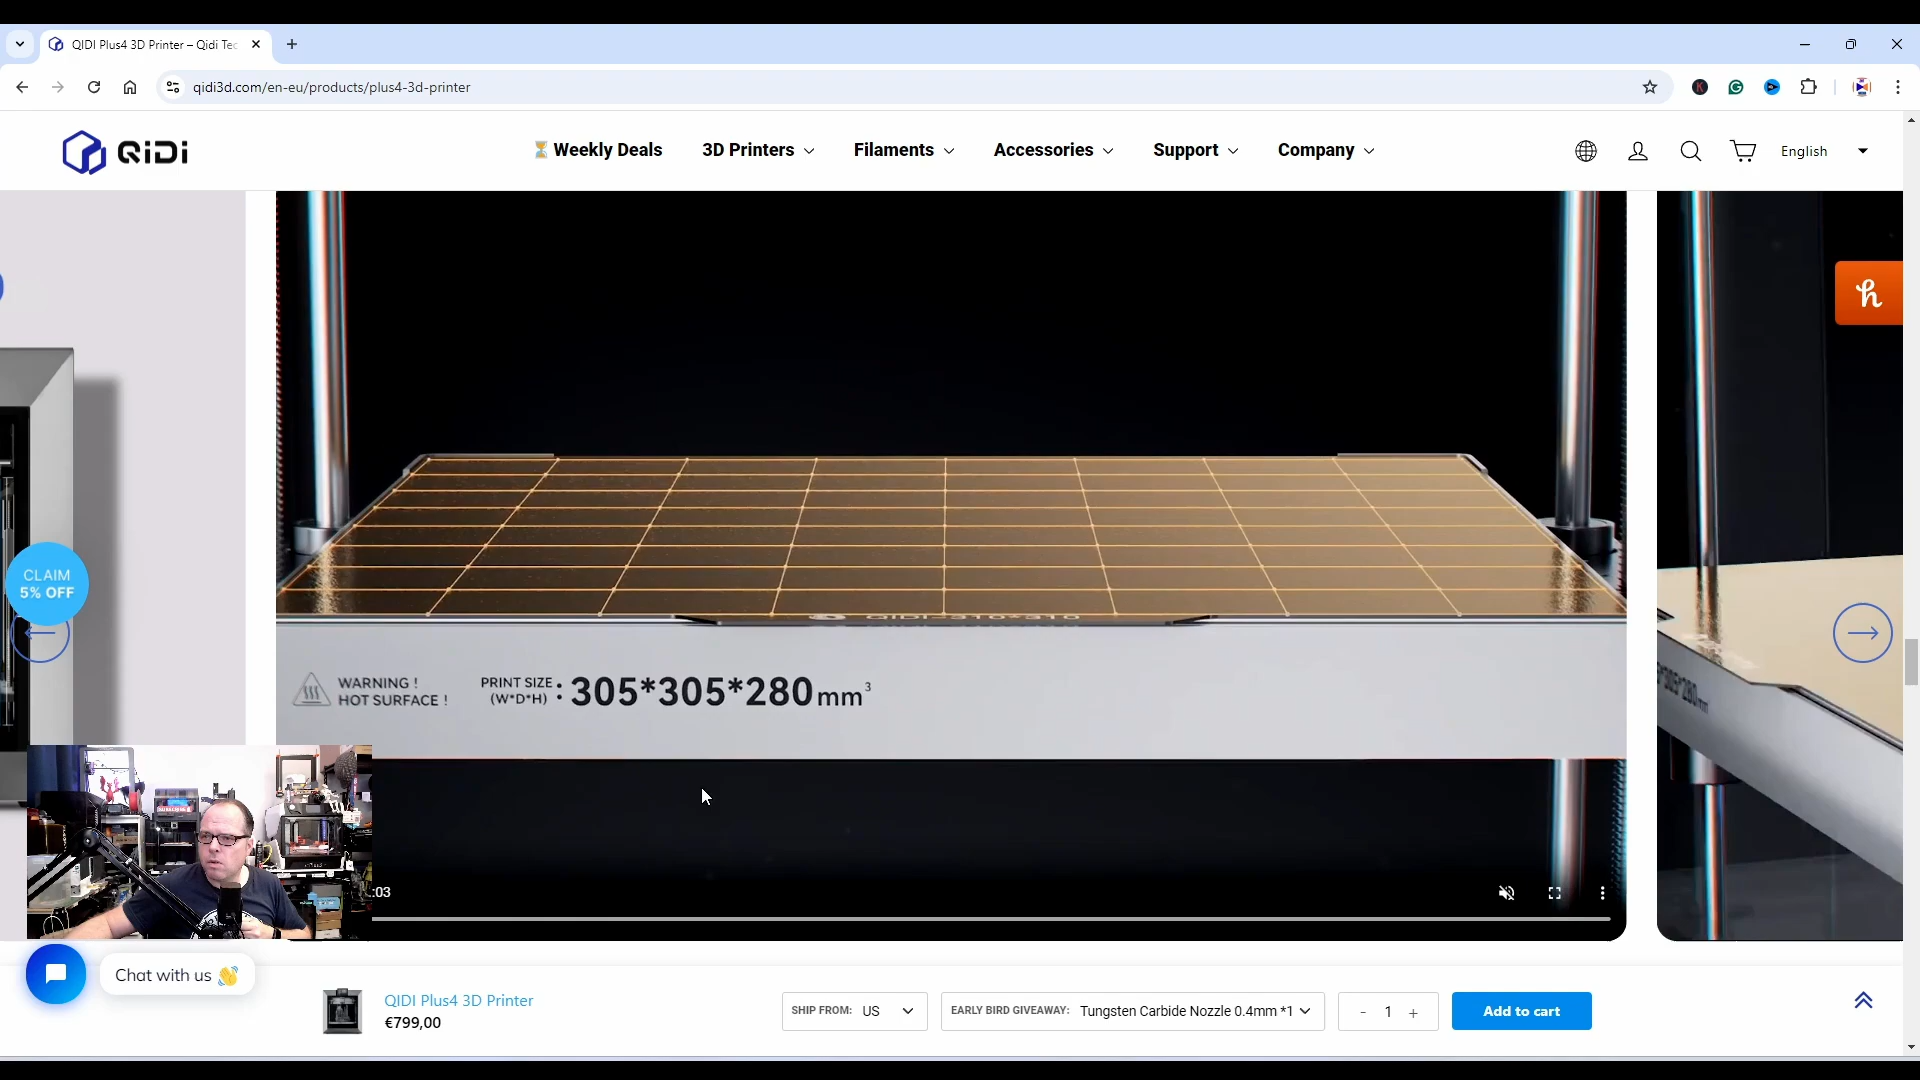 QIDI Plus4 3D Printer – Qidi Tec
qidi3d.com/en-eu/products/plus4-3d-printer
QIDI
⏳Weekly Deals
3D Printers
Filaments
Accessories
Support
Company
English
CLAIM
5% OFF
WARNING !
HOT SURFACE !
PRINT SIZE
(W*D*H)
: 305*305*280mm³
305*280mm
:03
Chat with us 👋
QIDI Plus4 3D Printer
€799,00
SHIP FROM: US
EARLY BIRD GIVEAWAY: Tungsten Carbide Nozzle 0.4mm *1
- 1 +
Add to cart